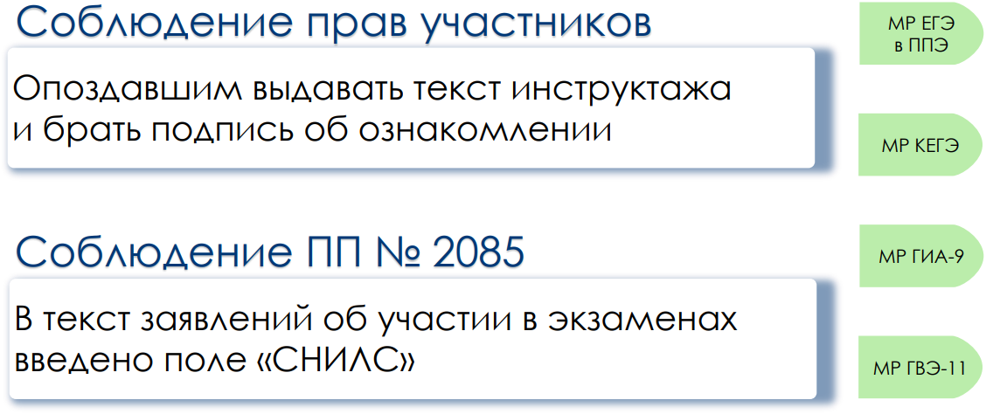 Соблюдение прав участников
Опоздавшим выдавать текст инструктажа
и брать подпись об ознакомлении
Соблюдение ПП № 2085
В текст заявлений об участии в экзаменах
введено поле «СНИЛС»
МР ЕГЭ
в ППЭ
МР КЕГЭ
МР ГИА-9
МР ГВЭ-11